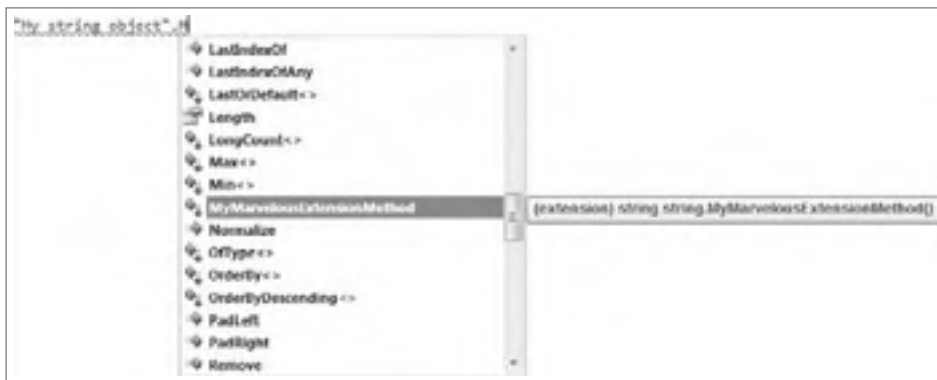 "My string object".M
LastIndexOf
LastIndexOfAny
LastOrDefault<>
Length
LongCount<>
Max<>
Min<>
MyMarvelousExtensionMethod
(extension) string string.MyMarvelousExtensionMethod()
Normalize
OfType<>
OrderBy<>
OrderByDescending<>
PadLeft
PadRight
Remove